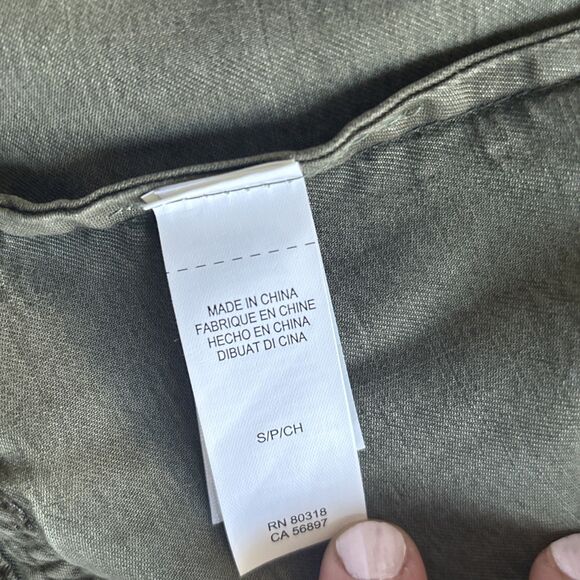 MADE IN CHINA
FABRIQUE EN CHINE
HECHO EN CHINA
DIBUAT DI CINA
S/P/CH
RN 80318
CA 56897